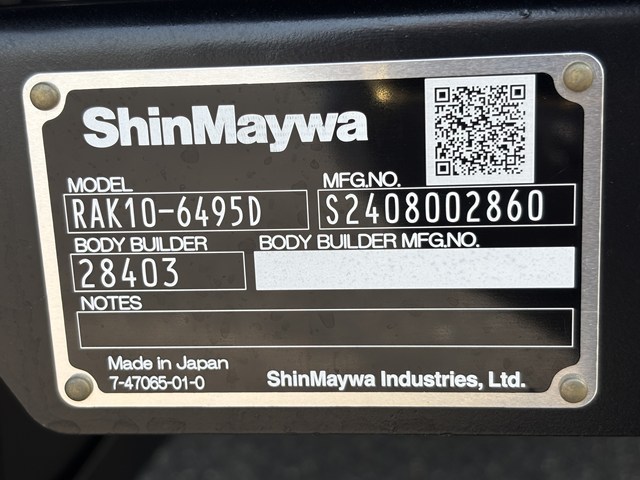 ShinMaywa
MODEL MFG.NO.
RAK10-6495D S2408002860
BODY BUILDER BODY BUILDER MFG.NO.
28403
NOTES
Made in Japan
7-47065-01-0 ShinMaywa Industries, Ltd.